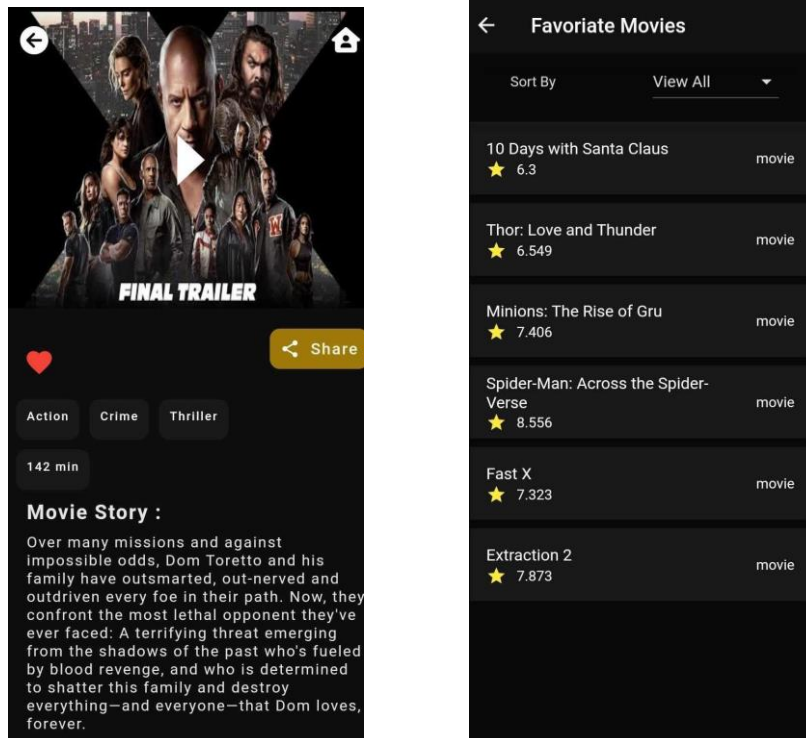 FINAL TRAILER
Share
Action Crime Thriller
142 min
Movie Story :
Over many missions and against
impossible odds, Dom Toretto and his
family have outsmarted, out-nerved and
outdriven every foe in their path. Now, they
confront the most lethal opponent they've
ever faced: A terrifying threat emerging
from the shadows of the past who's fueled
by blood revenge, and who is determined
to shatter this family and destroy
everything—and everyone—that Dom loves,
forever.
Favoriate Movies
Sort By View All
10 Days with Santa Claus
6.3
movie
Thor: Love and Thunder
6.549
movie
Minions: The Rise of Gru
7.406
movie
Spider-Man: Across the Spider-
Verse
8.556
movie
Fast X
7.323
movie
Extraction 2
7.873
movie